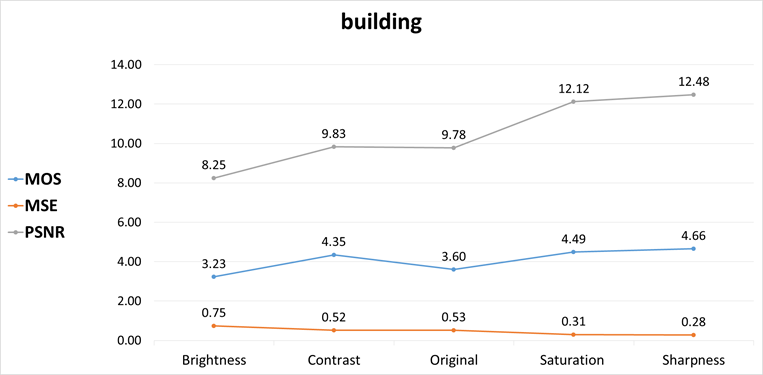 building
14.00
12.00
10.00
8.00
6.00
4.00
2.00
0.00
MOS
MSE
PSNR
8.25 9.83 9.78 12.12 12.48
3.23 4.35 3.60 4.49 4.66
0.75 0.52 0.53 0.31 0.28
Brightness Contrast Original Saturation Sharpness